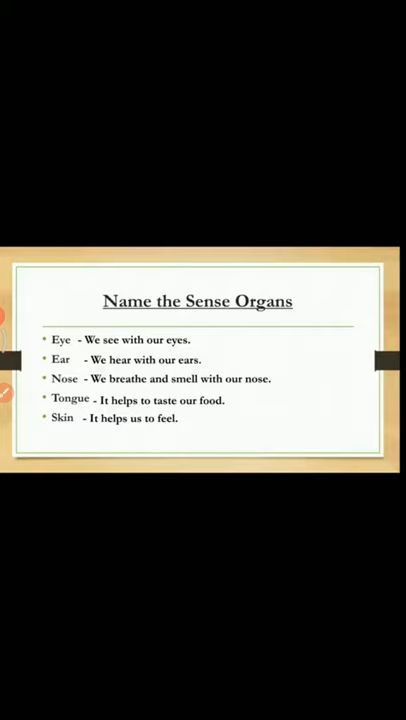 Name the Sense Organs
• Eye - We see with our eyes.
• Ear - We hear with our ears.
• Nose - We breathe and smell with our nose.
• Tongue - It helps to taste our food.
• Skin - It helps us to feel.